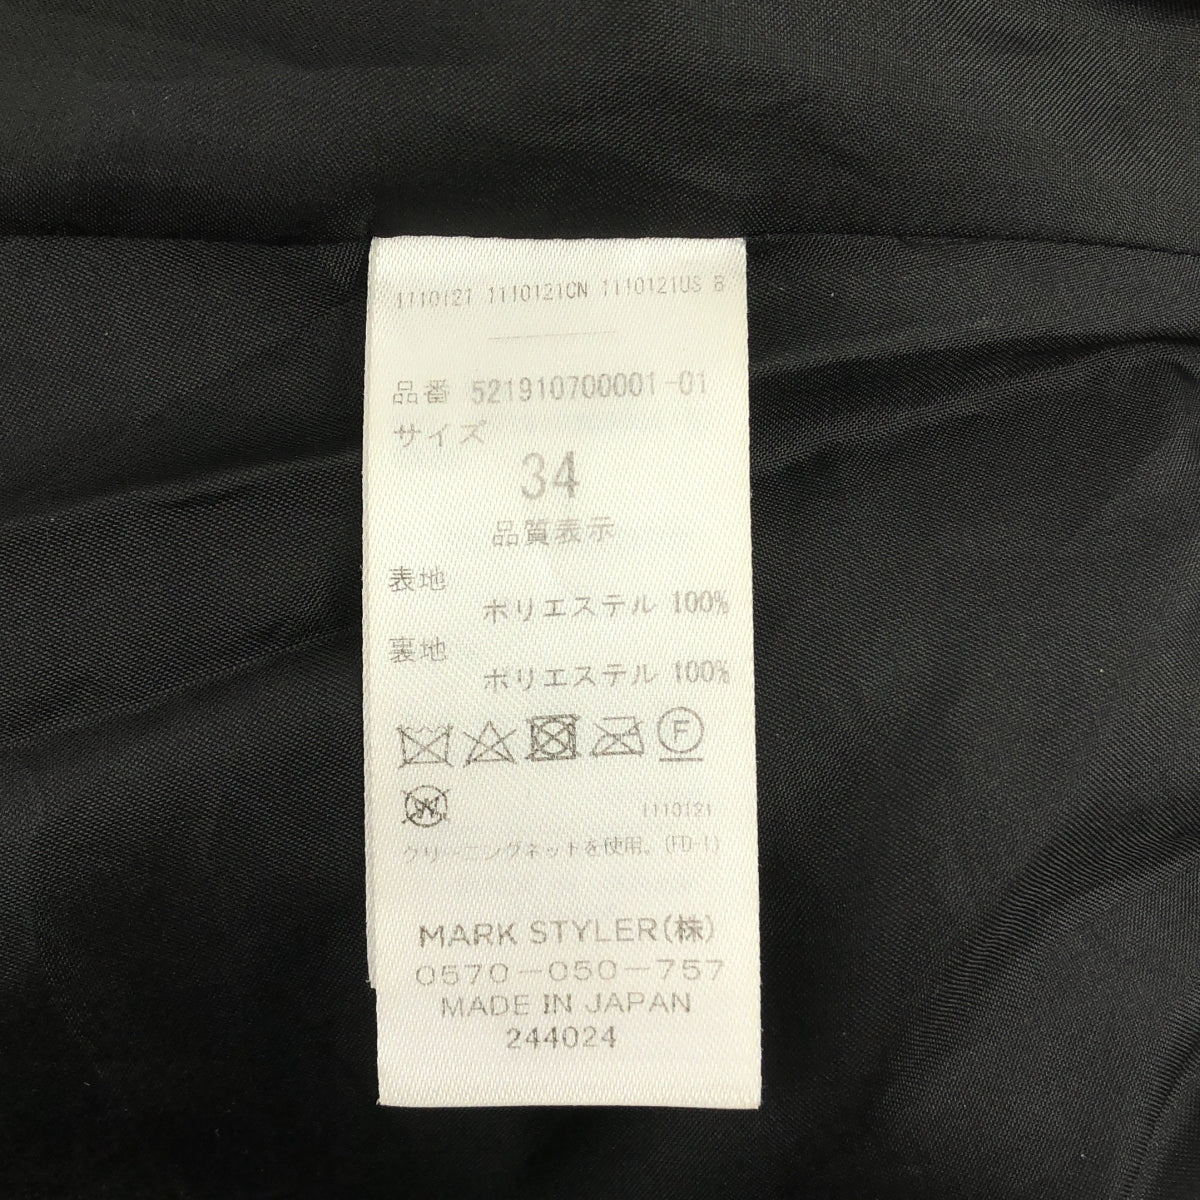 1110121 1110121CN 1110121US B
品番 521910700001-01
サイズ
34
品質表示
表地
ポリエステル 100%
裏地
ポリエステル 100%
F
W
1110121
クリーニングネットを使用。(FD-1)
MARK STYLER(株)
0570-050-757
MADE IN JAPAN
244024